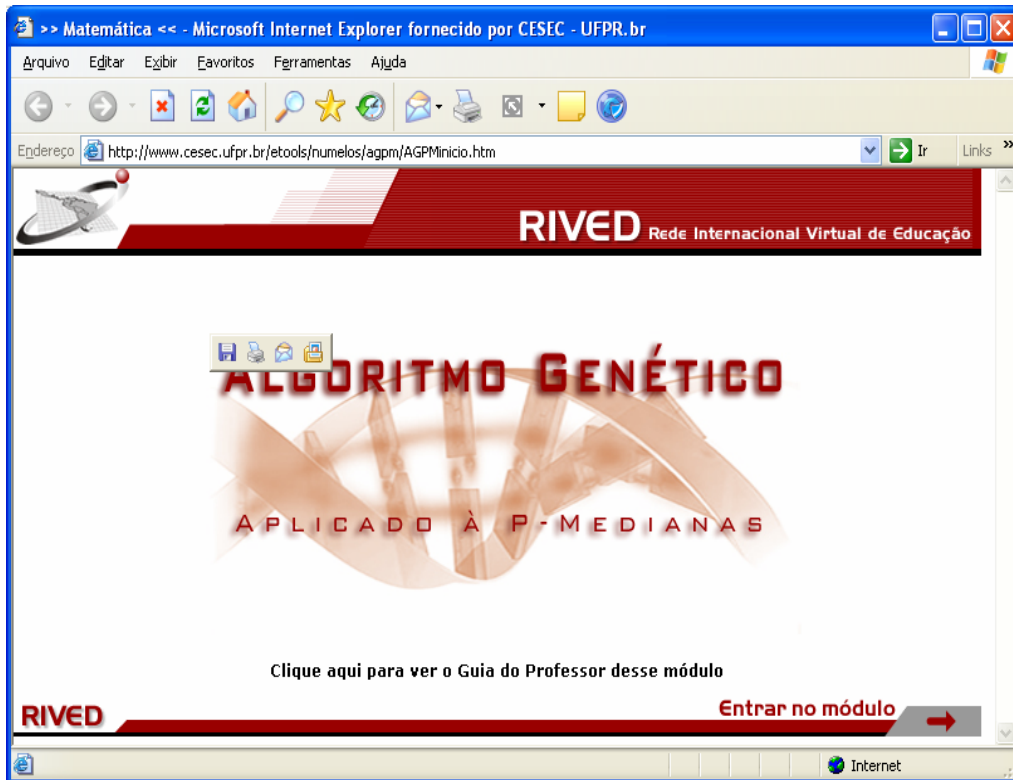 >> Matemática << - Microsoft Internet Explorer fornecido por CESEC - UFPR.br
Arquivo Editar Exibir Favoritos Ferramentas Ajuda
Endereço http://www.cesec.ufpr.br/etools/numelos/agpm/AGPMinicio.htm Ir Links »
RIVED Rede Internacional Virtual de Educação
ALGORITMO GENÉTICO
APLICADO À P-MEDIANAS
Clique aqui para ver o Guia do Professor desse módulo
RIVED Entrar no módulo
Internet